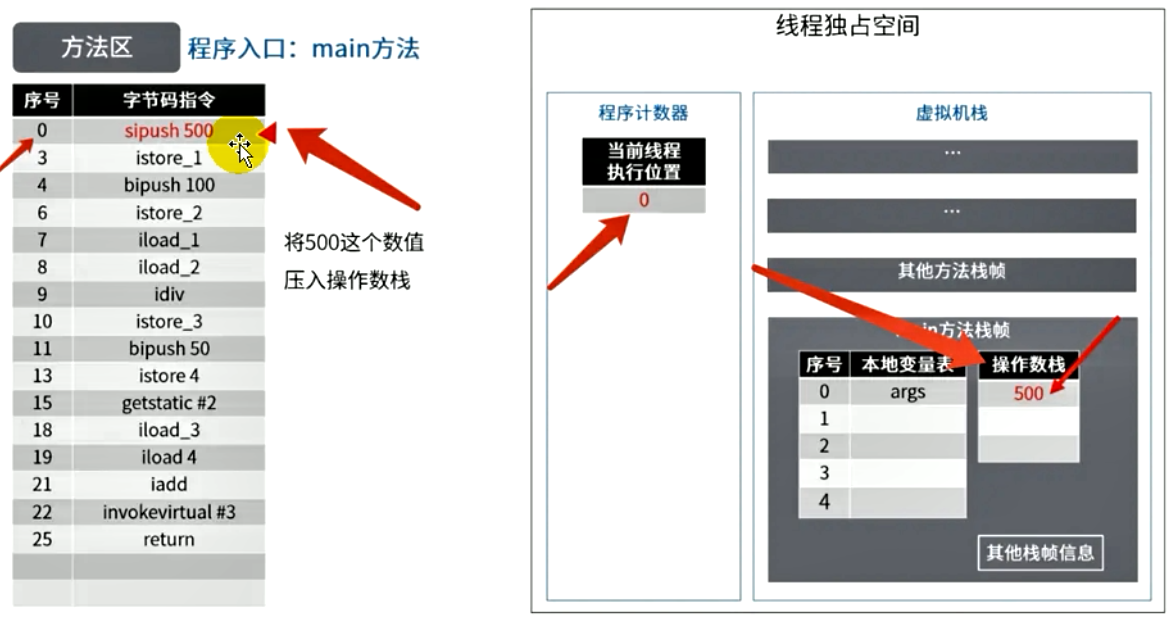 方法区 程序入口：main方法
序号 字节码指令
0 sipush 500
3 istore_1
4 bipush 100
6 istore_2
7 iload_1
8 iload_2
9 idiv
10 istore_3
11 bipush 50
13 istore 4
15 getstatic #2
18 iload_3
19 iload 4
21 iadd
22 invokevirtual #3
25 return
将500这个数值
压入操作数栈
线程独占空间
程序计数器
当前线程
执行位置
0
虚拟机栈
...
...
其他方法栈帧
main方法栈帧
序号 本地变量表
0 args
1
2
3
4
操作数栈
500
其他栈帧信息